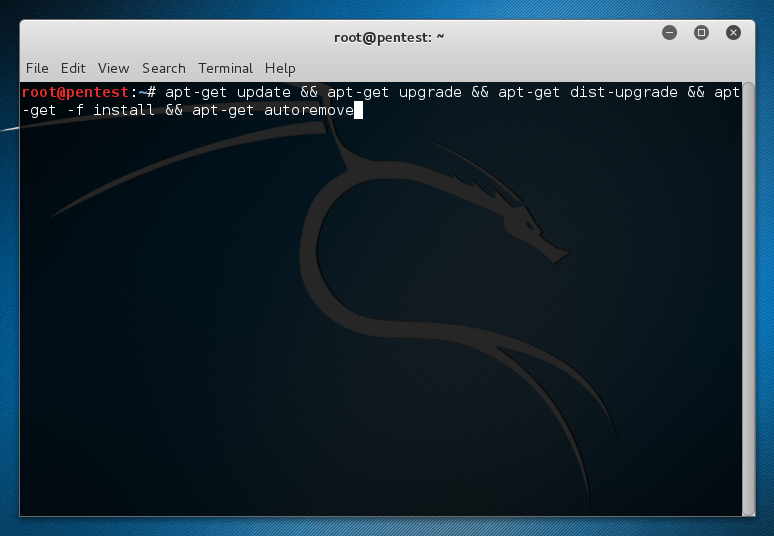 root@pentest: ~
File Edit View Search Terminal Help
root@pentest:~# apt-get update && apt-get upgrade && apt-get dist-upgrade && apt
-get -f install && apt-get autoremove